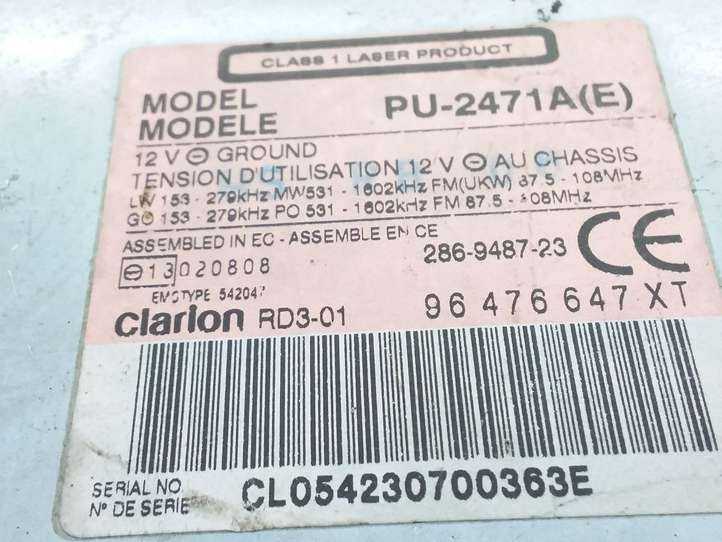 CLASS 1 LASER PRODUCT
MODEL PU-2471A(E)
MODELE
12 V ⊖ GROUND
TENSION D'UTILISATION 12 V ⊖ AU CHASSIS
LW 153 - 279kHz MW531 - 1602kHz FM(UKW) 87.5 - 108MHz
GO 153 - 279kHz PO 531 - 1602kHz FM 87.5 - 108MHz
ASSEMBLED IN EC - ASSEMBLE EN CE 286-9487-23 CE
e 13 020808
EMC TYPE
clarion RD3-01 96 476 647 XT
SERIAL NO
N° DE SERIE CL054230700363E